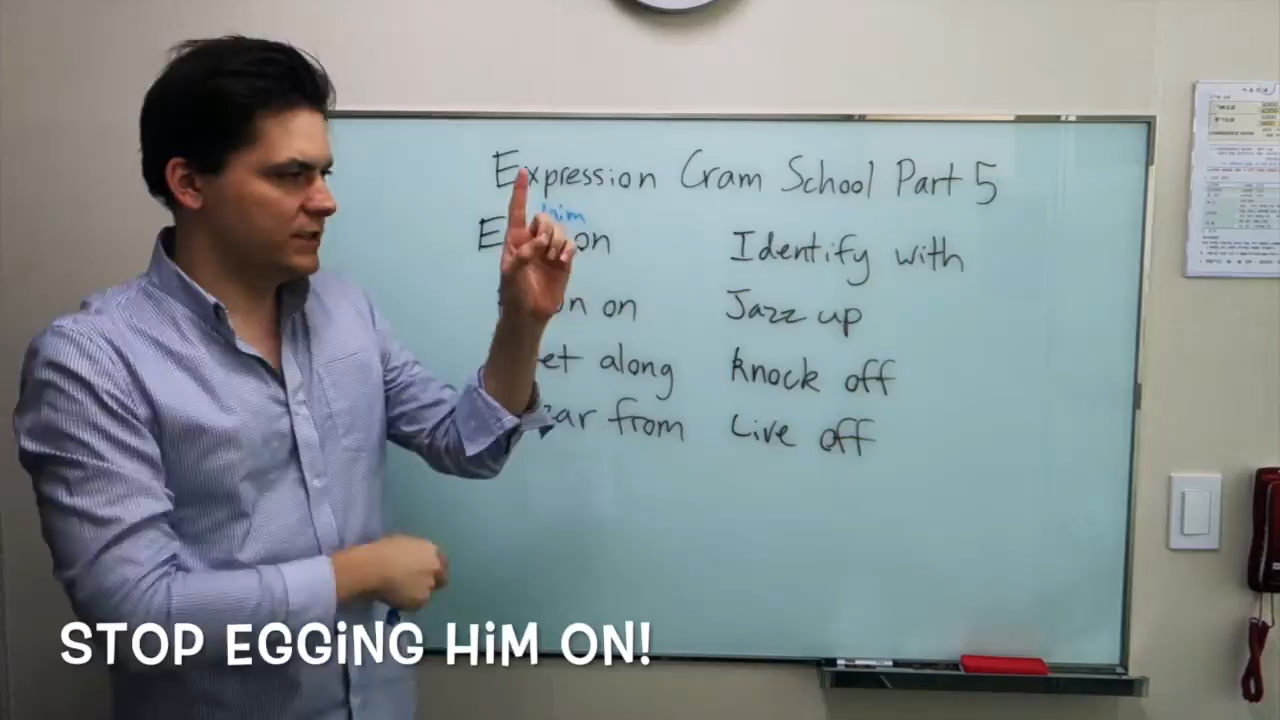 Expression Cram School Part 5
him
on
Identify with
on
Jazz up
along
Knock off
from
Live off
STOP EGGING HIM ON!